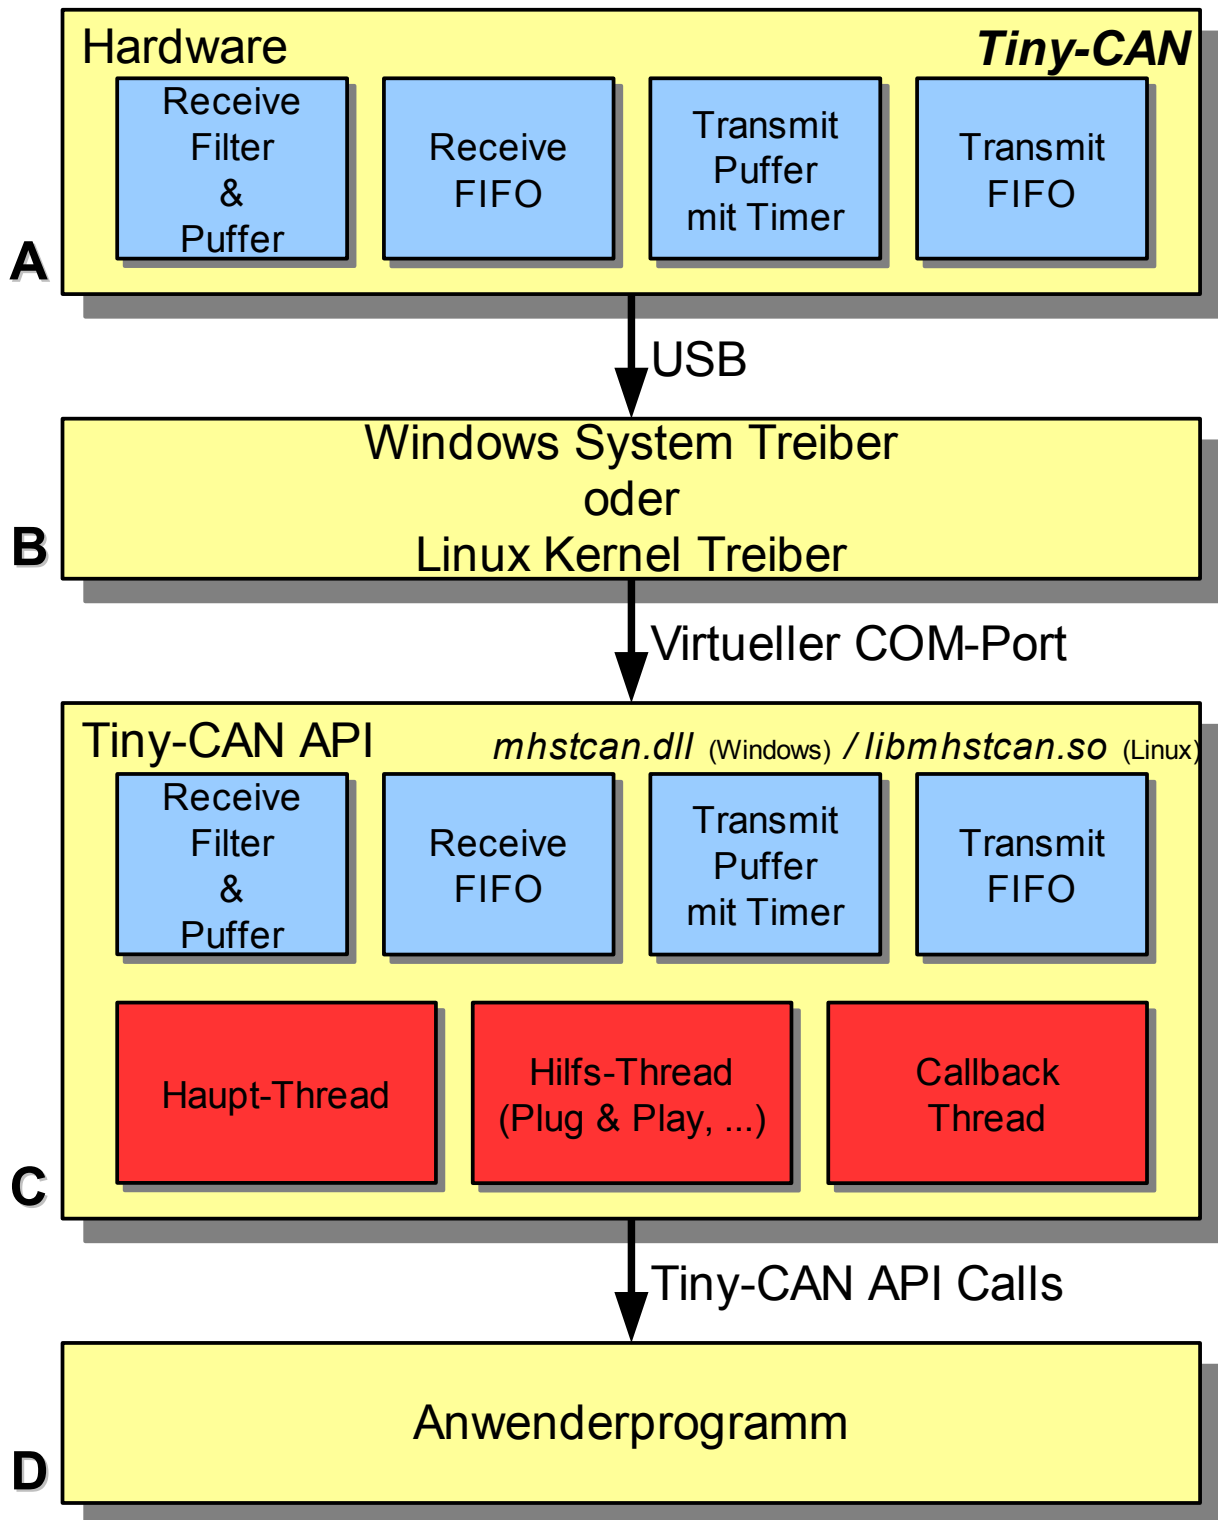 Hardware
Tiny-CAN
Receive
Filter
&
Puffer
Receive
FIFO
Transmit
Puffer
mit Timer
Transmit
FIFO
A
USB
Windows System Treiber
oder
Linux Kernel Treiber
B
Virtueller COM-Port
Tiny-CAN API
mhstcan.dll (Windows) / libmhstcan.so (Linux)
Receive
Filter
&
Puffer
Receive
FIFO
Transmit
Puffer
mit Timer
Transmit
FIFO
Haupt-Thread
Hilfs-Thread
(Plug & Play, ...)
Callback
Thread
C
Tiny-CAN API Calls
Anwenderprogramm
D